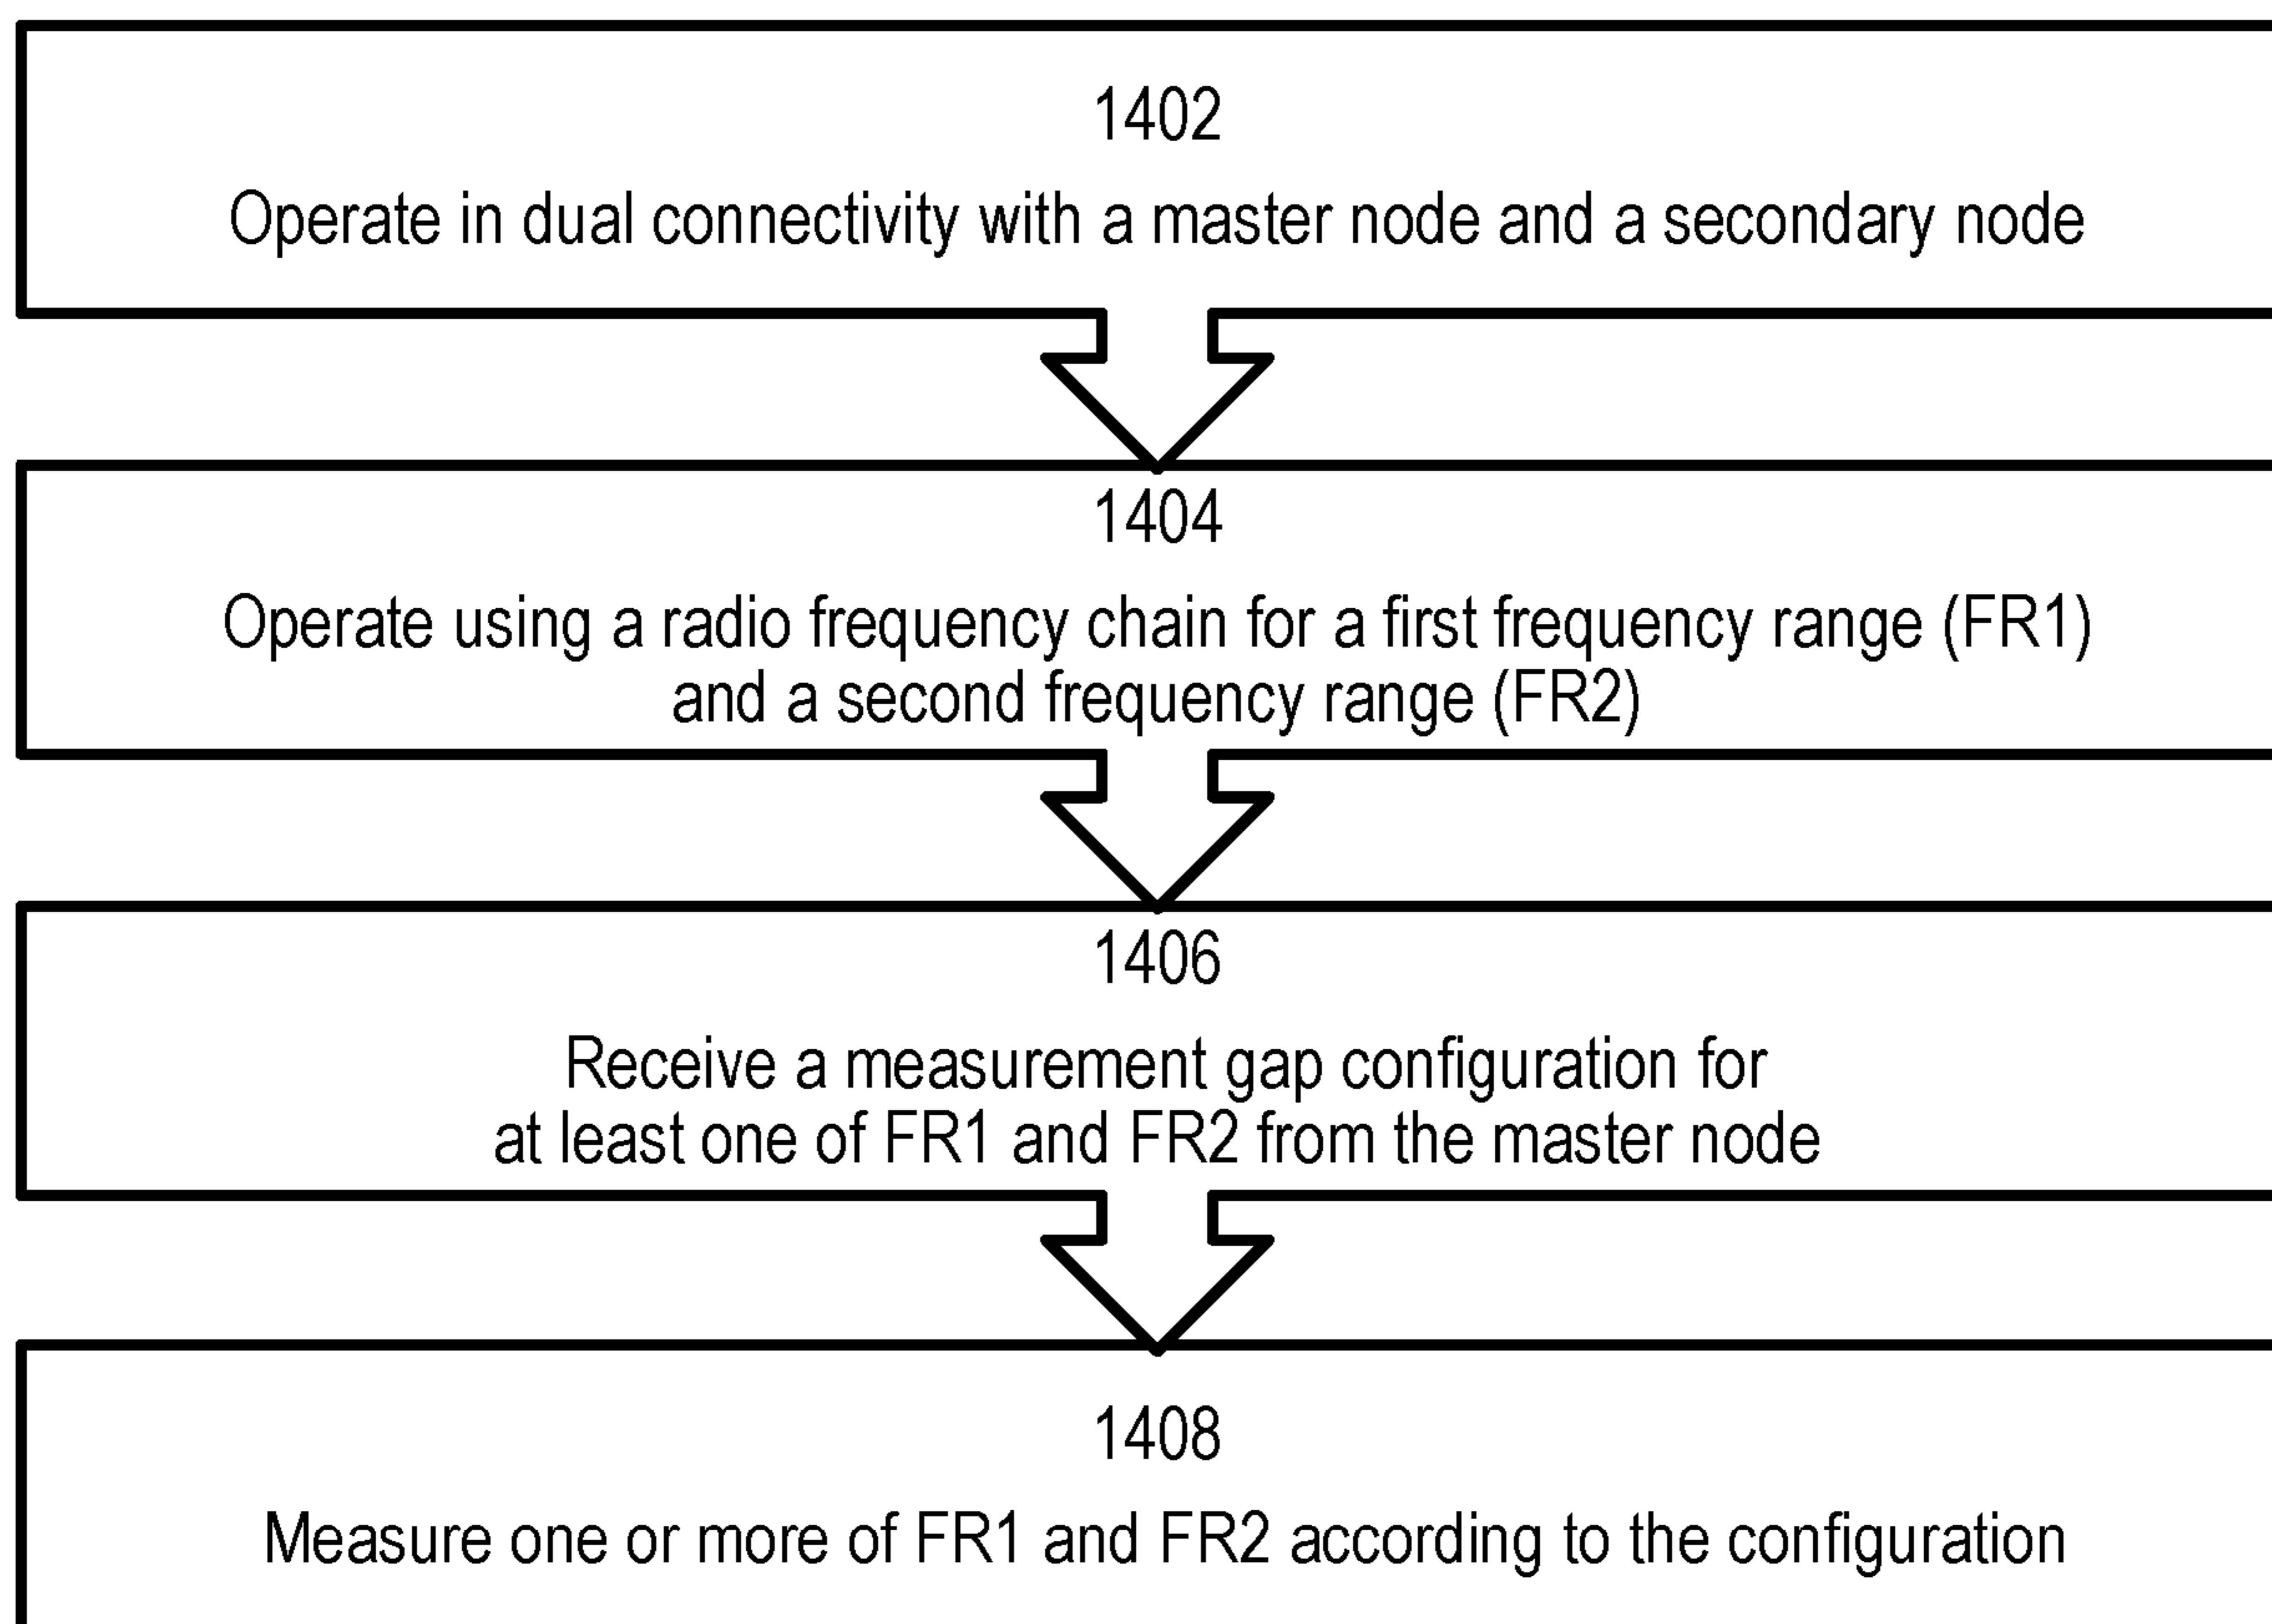 1402
Operate in dual connectivity with a master node and a secondary node
1404
Operate using a radio frequency chain for a first frequency range (FR1)
and a second frequency range (FR2)
1406
Receive a measurement gap configuration for
at least one of FR1 and FR2 from the master node
1408
Measure one or more of FR1 and FR2 according to the configuration